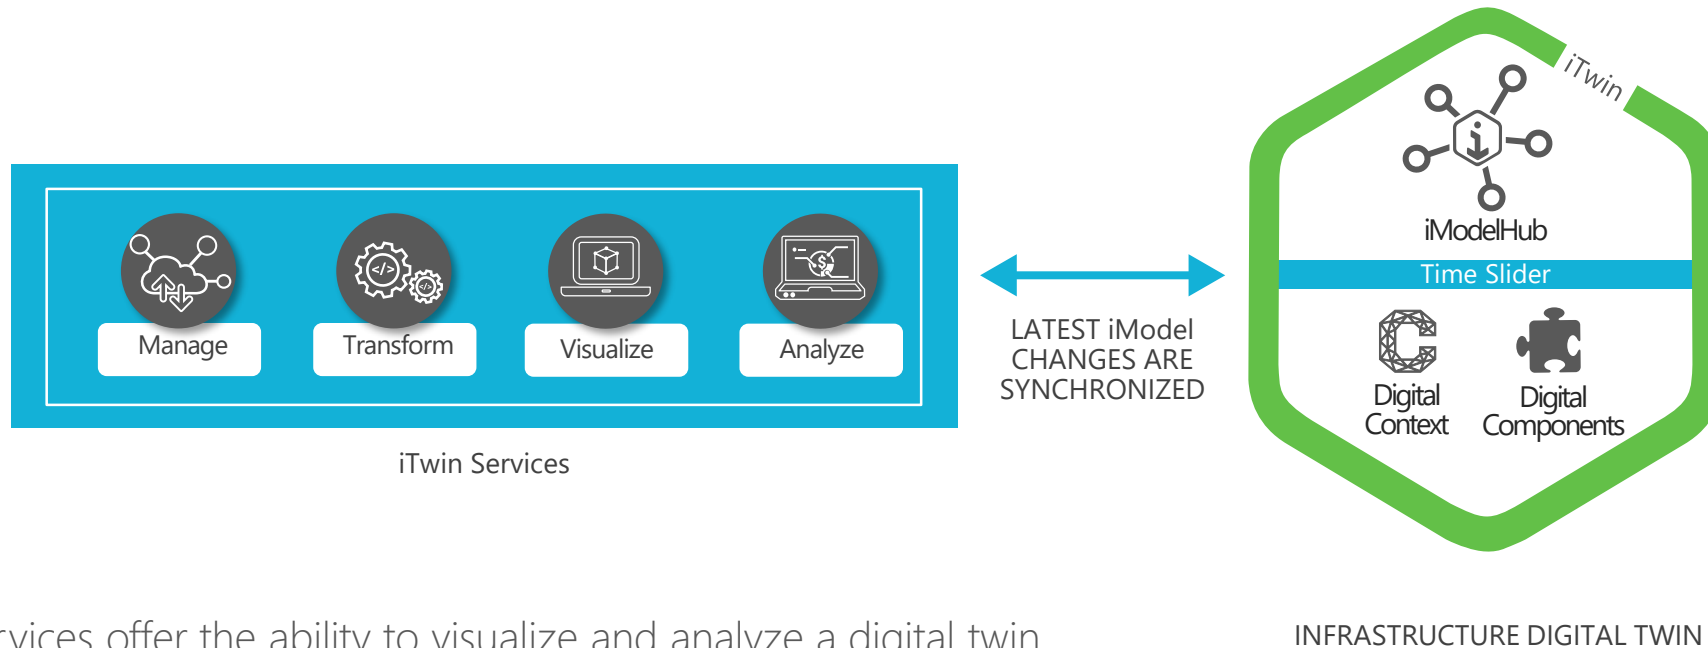 iTwin
iModelHub
Time Slider
Manage
Transform
Visualize
Analyze
LATEST iModel
CHANGES ARE
SYNCHRONIZED
Digital
Context
Digital
Components
iTwin Services
offer the ability to visualize and analyze a digital twin
INFRASTRUCTURE DIGITAL TWIN